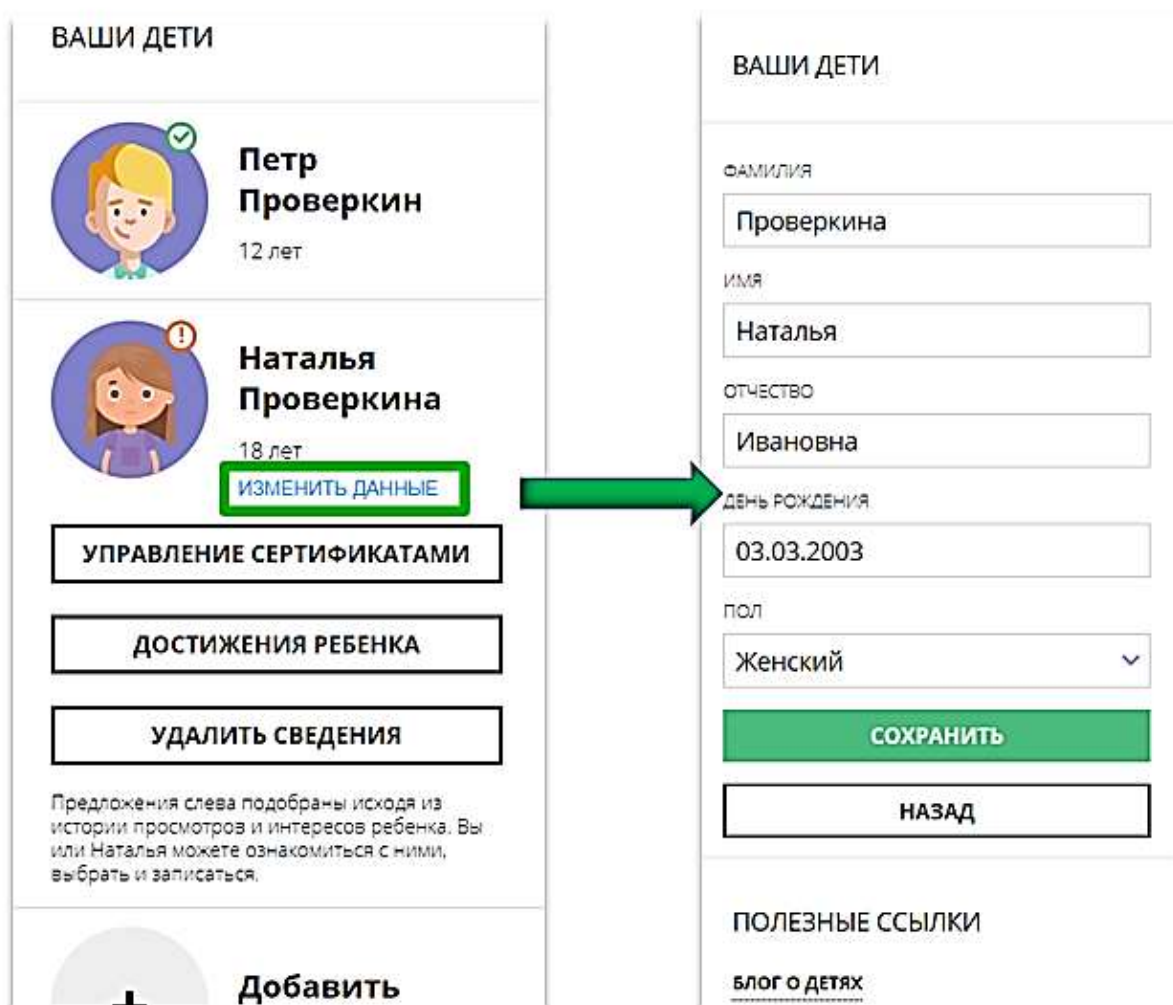 ВАШИ ДЕТИ
Петр
Проверкин
12 лет
Наталья
Проверкина
18 лет
ИЗМЕНИТЬ ДАННЫЕ
УПРАВЛЕНИЕ СЕРТИФИКАТАМИ
ДОСТИЖЕНИЯ РЕБЕНКА
УДАЛИТЬ СВЕДЕНИЯ
Предложения слева подобраны исходя из
истории просмотров и интересов ребенка. Вы
или Наталья можете ознакомиться с ними,
выбрать и записаться.
Добавить
ВАШИ ДЕТИ
ФАМИЛИЯ
Проверкина
ИМЯ
Наталья
ОТЧЕСТВО
Ивановна
ДЕНЬ РОЖДЕНИЯ
03.03.2003
ПОЛ
Женский
СОХРАНИТЬ
НАЗАД
ПОЛЕЗНЫЕ ССЫЛКИ
БЛОГ О ДЕТЯХ